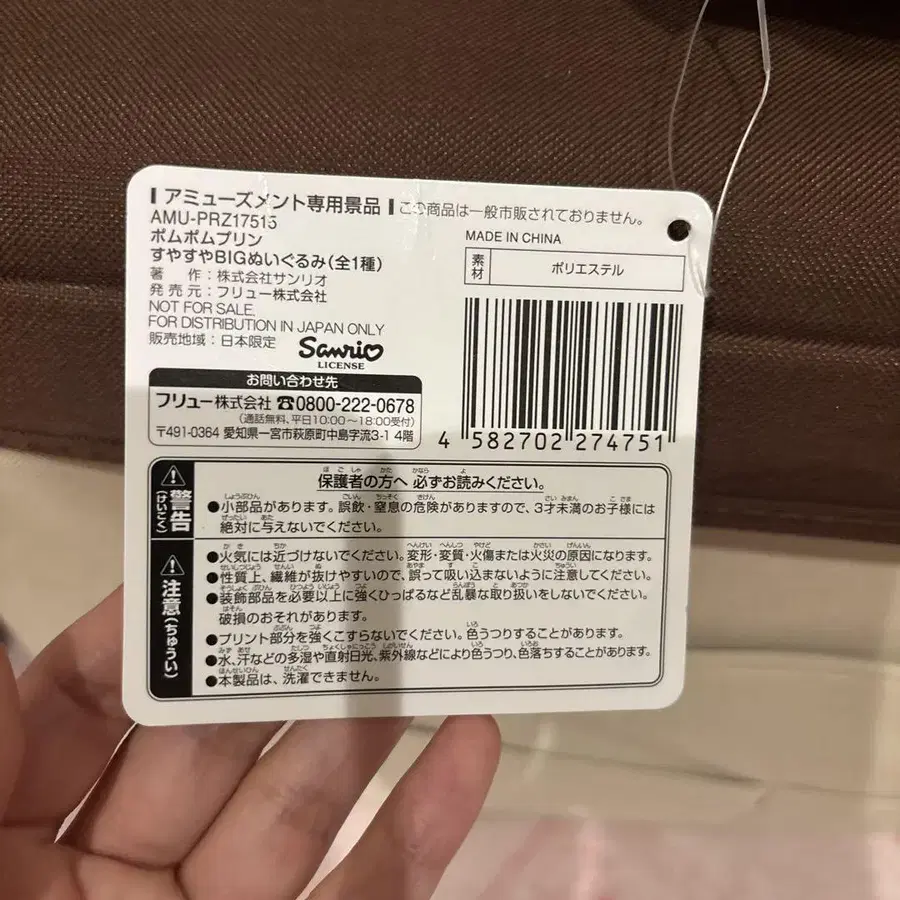 アミューズメント専用景品
この商品は一般市販されておりません。
AMU-PRZ17515
ポムポムプリン
すやすやBIGぬいぐるみ(全1種)
著 作:株式会社サンリオ
発 売 元:フリュー株式会社
NOT FOR SALE.
FOR DISTRIBUTION IN JAPAN ONLY
販売地域:日本限定
Sanrio
LICENSE
MADE IN CHINA
素材
ポリエステル
4 582702 274751
お問い合わせ先
フリュー株式会社 ☎0800-222-0678
(通話無料、平日10:00~18:00受付)
〒491-0364 愛知県一宮市萩原町中島字流3-1 4階
保護者の方へ 必ずお読みください。
⚠警告(けいこく)
●小部品があります。誤飲・窒息の危険がありますので、3才未満のお子様には
絶対に与えないでください。
⚠注意(ちゅうい)
●火気には近づけないでください。変形・変質・火傷または火災の原因になります。
●性質上、繊維が抜けやすいので、誤って吸い込まないように注意してください。
●装飾部品を必要以上に強くひっぱるなど乱暴な取り扱いをしないでください。
破損のおそれがあります。
●プリント部分を強くこすらないでください。色うつりすることがあります。
●水、汗などの多湿や直射日光、紫外線などにより色うつり、色落ちすることがあります。
●本製品は、洗濯できません。